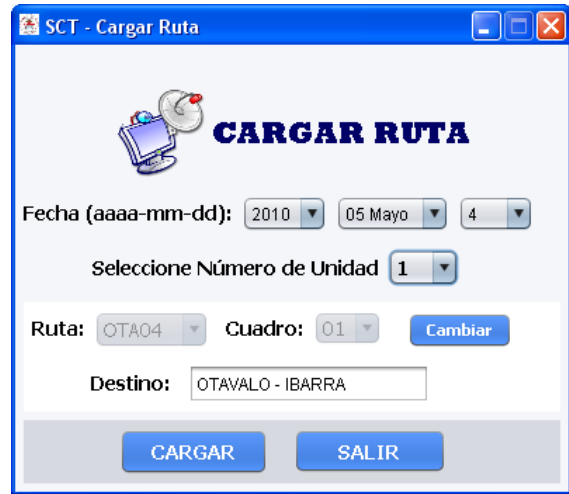 SCT - Cargar Ruta
CARGAR RUTA
Fecha (aaaa-mm-dd): 2010 05 Mayo 4
Seleccione Número de Unidad 1
Ruta: OTA04 Cuadro: 01 Cambiar
Destino: OTAVALO - IBARRA
CARGAR SALIR